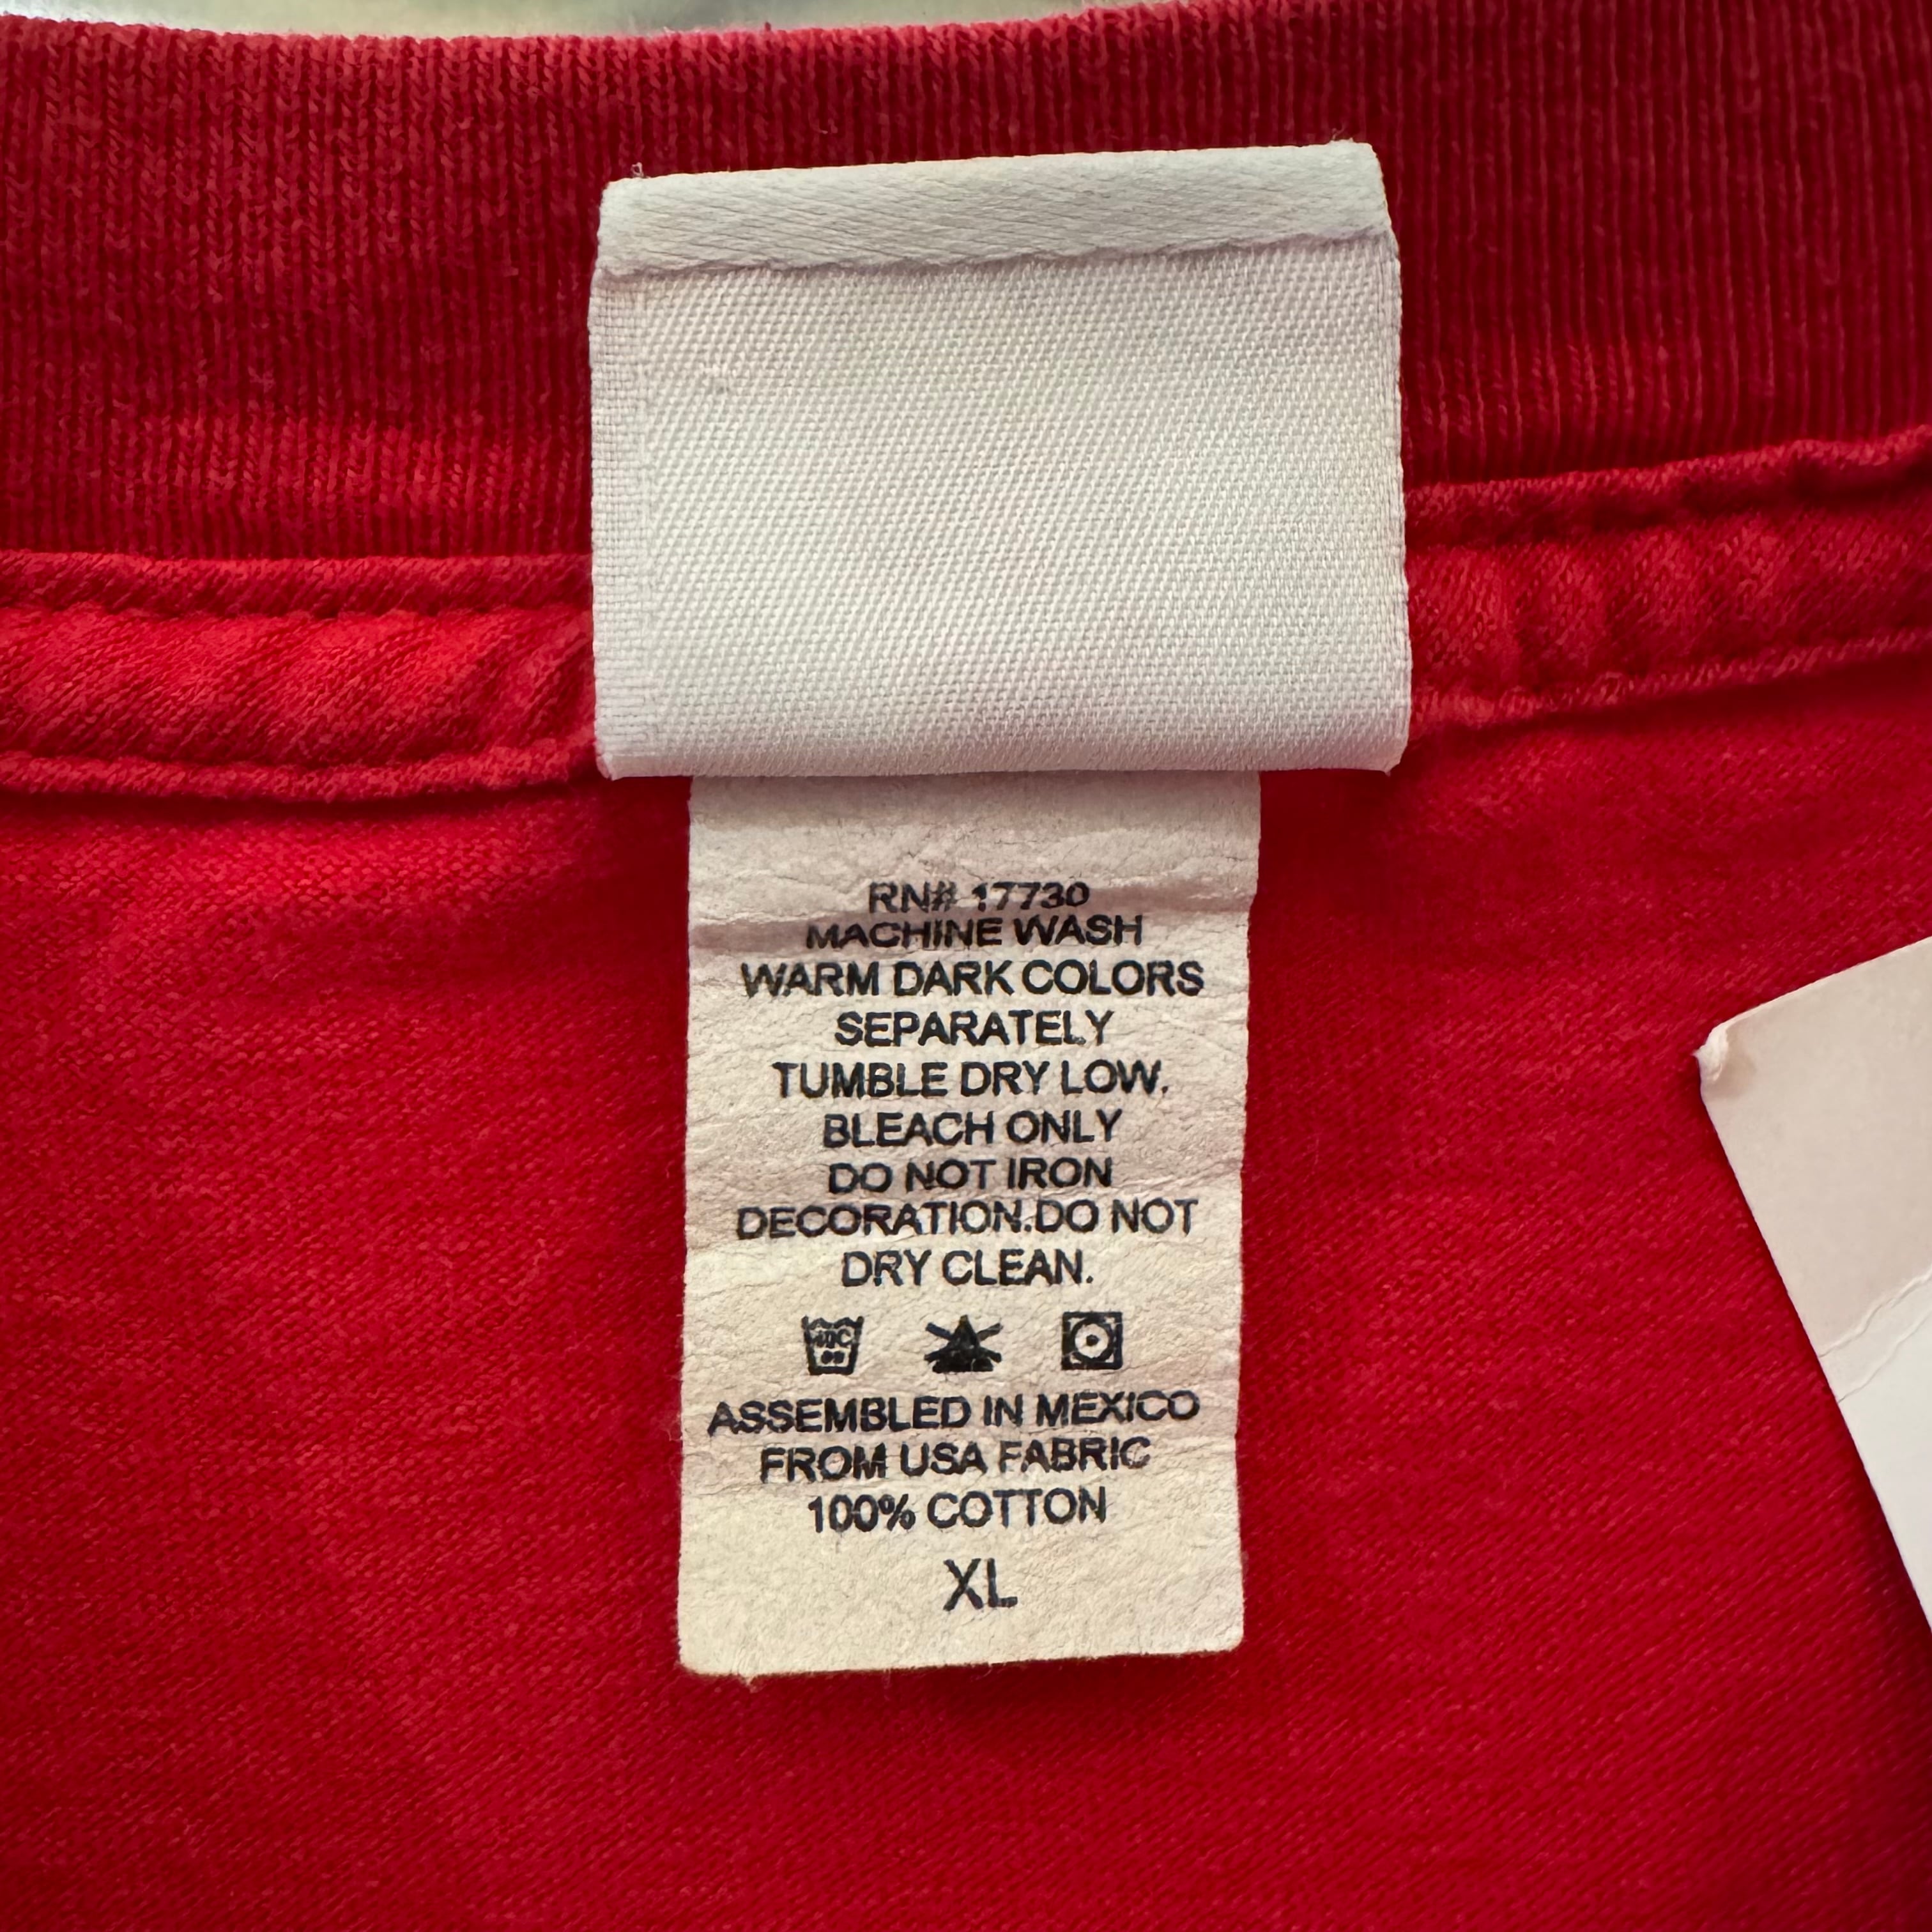 RN# 17730
MACHINE WASH
WARM DARK COLORS
SEPARATELY
TUMBLE DRY LOW.
BLEACH ONLY
DO NOT IRON
DECORATION.DO NOT
DRY CLEAN.
40C
ASSEMBLED IN MEXICO
FROM USA FABRIC
100% COTTON
XL